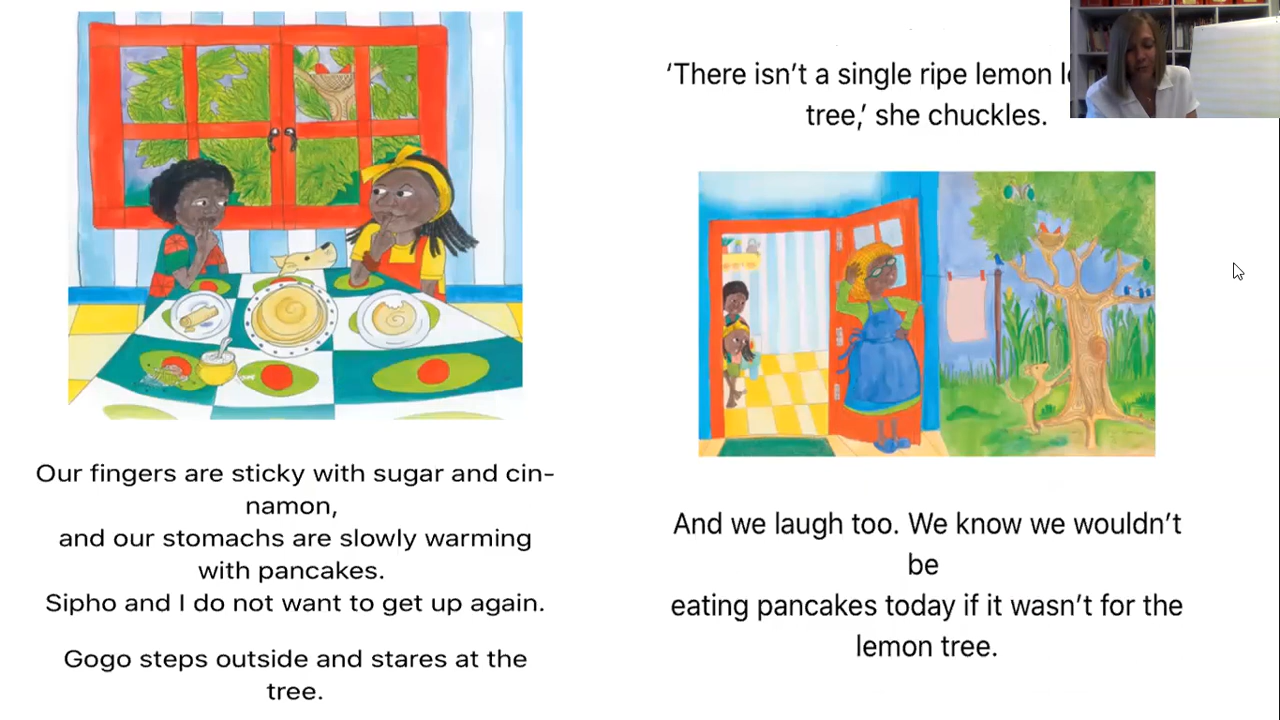 Our fingers are sticky with sugar and cin-
namon,
and our stomachs are slowly warming
with pancakes.
Sipho and I do not want to get up again.
Gogo steps outside and stares at the
tree.
‘There isn’t a single ripe lemon
tree,’ she chuckles.
And we laugh too. We know we wouldn’t
be
eating pancakes today if it wasn’t for the
lemon tree.